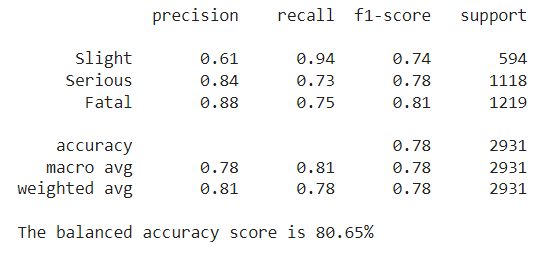 precision recall f1-score support
Slight 0.61 0.94 0.74 594
Serious 0.84 0.73 0.78 1118
Fatal 0.88 0.75 0.81 1219
accuracy 0.78 2931
macro avg 0.78 0.81 0.78 2931
weighted avg 0.81 0.78 0.78 2931
The balanced accuracy score is 80.65%